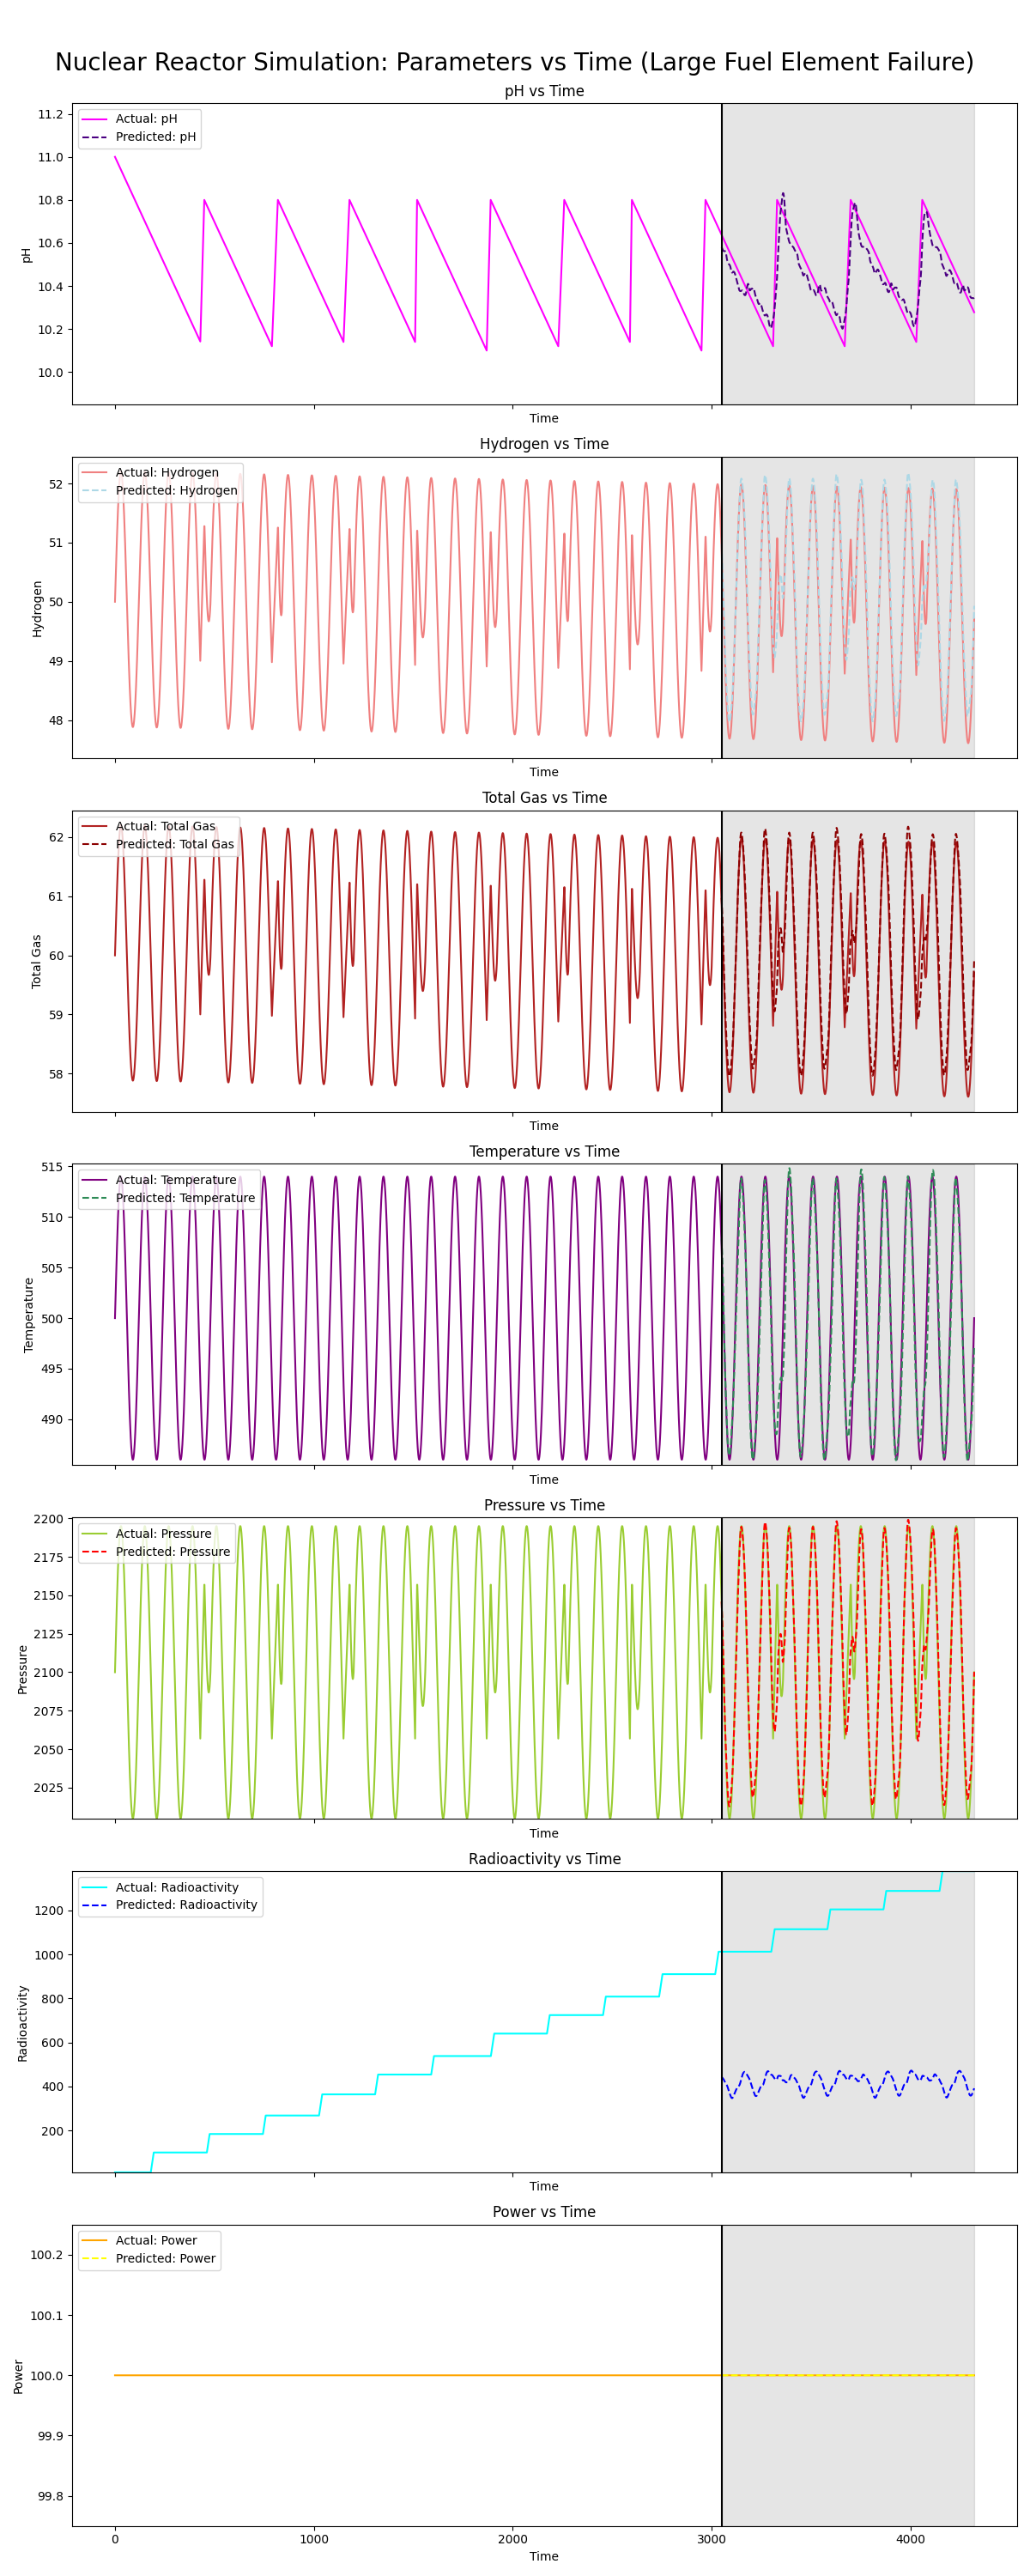 Nuclear Reactor Simulation: Parameters vs Time (Large Fuel Element Failure)
pH vs Time
Actual: pH
Predicted: pH
11.2
11.0
10.8
10.6
10.4
10.2
10.0
pH
Time
Hydrogen vs Time
Actual: Hydrogen
Predicted: Hydrogen
52
51
50
49
48
Hydrogen
Time
Total Gas vs Time
Actual: Total Gas
Predicted: Total Gas
62
61
60
59
58
Total Gas
Time
Temperature vs Time
Actual: Temperature
Predicted: Temperature
515
510
505
500
495
490
Temperature
Time
Pressure vs Time
Actual: Pressure
Predicted: Pressure
2200
2175
2150
2125
2100
2075
2050
2025
Pressure
Time
Radioactivity vs Time
Actual: Radioactivity
Predicted: Radioactivity
1200
1000
800
600
400
200
Radioactivity
Time
Power vs Time
Actual: Power
Predicted: Power
100.2
100.1
100.0
99.9
99.8
Power
0 1000 2000 3000 4000
Time